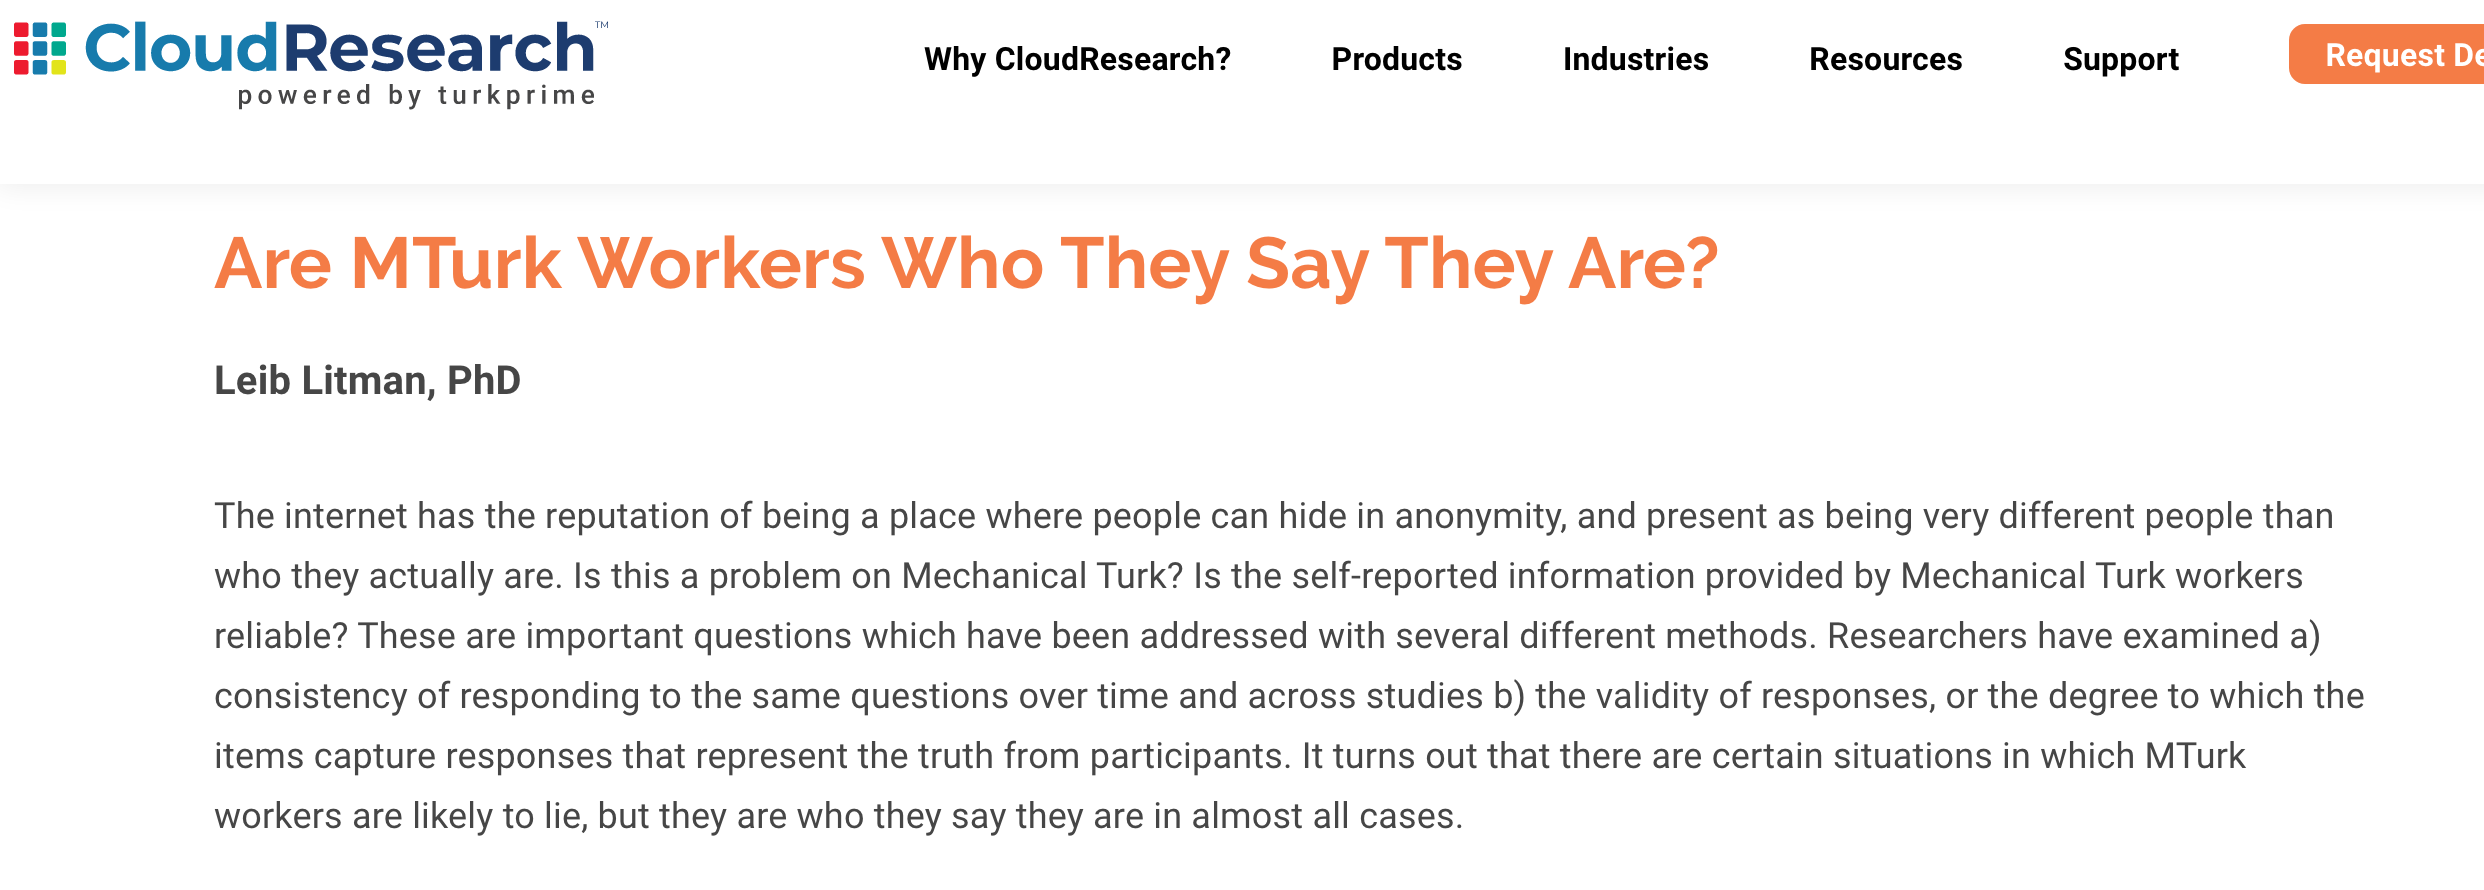 CloudResearch™
powered by turkprime
Why CloudResearch? Products Industries Resources Support Request
Are MTurk Workers Who They Say They Are?
Leib Litman, PhD
The internet has the reputation of being a place where people can hide in anonymity, and present as being very different people than
who they actually are. Is this a problem on Mechanical Turk? Is the self-reported information provided by Mechanical Turk workers
reliable? These are important questions which have been addressed with several different methods. Researchers have examined a)
consistency of responding to the same questions over time and across studies b) the validity of responses, or the degree to which the
items capture responses that represent the truth from participants. It turns out that there are certain situations in which MTurk
workers are likely to lie, but they are who they say they are in almost all cases.